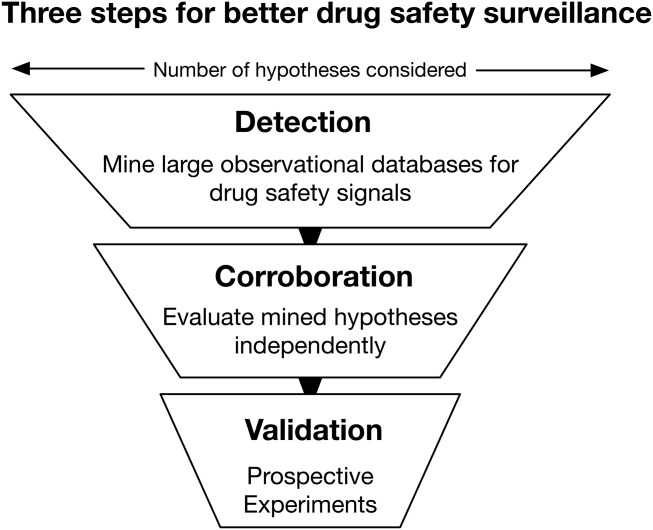 Three steps for better drug safety surveillance
Number of hypotheses considered
Detection
Mine large observational databases for
drug safety signals
Corroboration
Evaluate mined hypotheses
independently
Validation
Prospective
Experiments